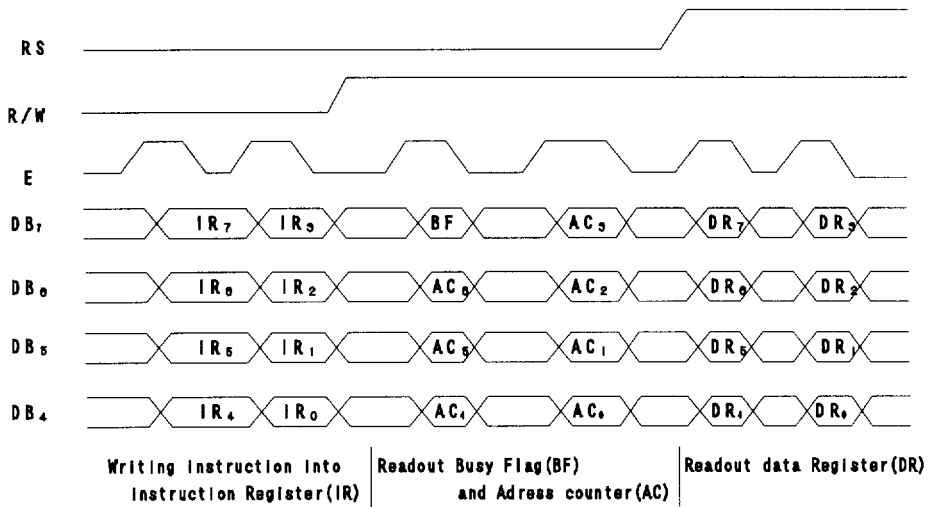 RS
R/W
E
DB₇ IR₇ IR₃ BF AC₃ DR₇ DR₃
DB₆ IR₆ IR₂ AC₆ AC₂ DR₆ DR₂
DB₅ IR₅ IR₁ AC₅ AC₁ DR₅ DR₁
DB₄ IR₄ IR₀ AC₄ AC₀ DR₄ DR₀
Writing Instruction Into Readout Busy Flag(BF) Readout data Register(DR)
Instruction Register(IR) and Adress counter(AC)